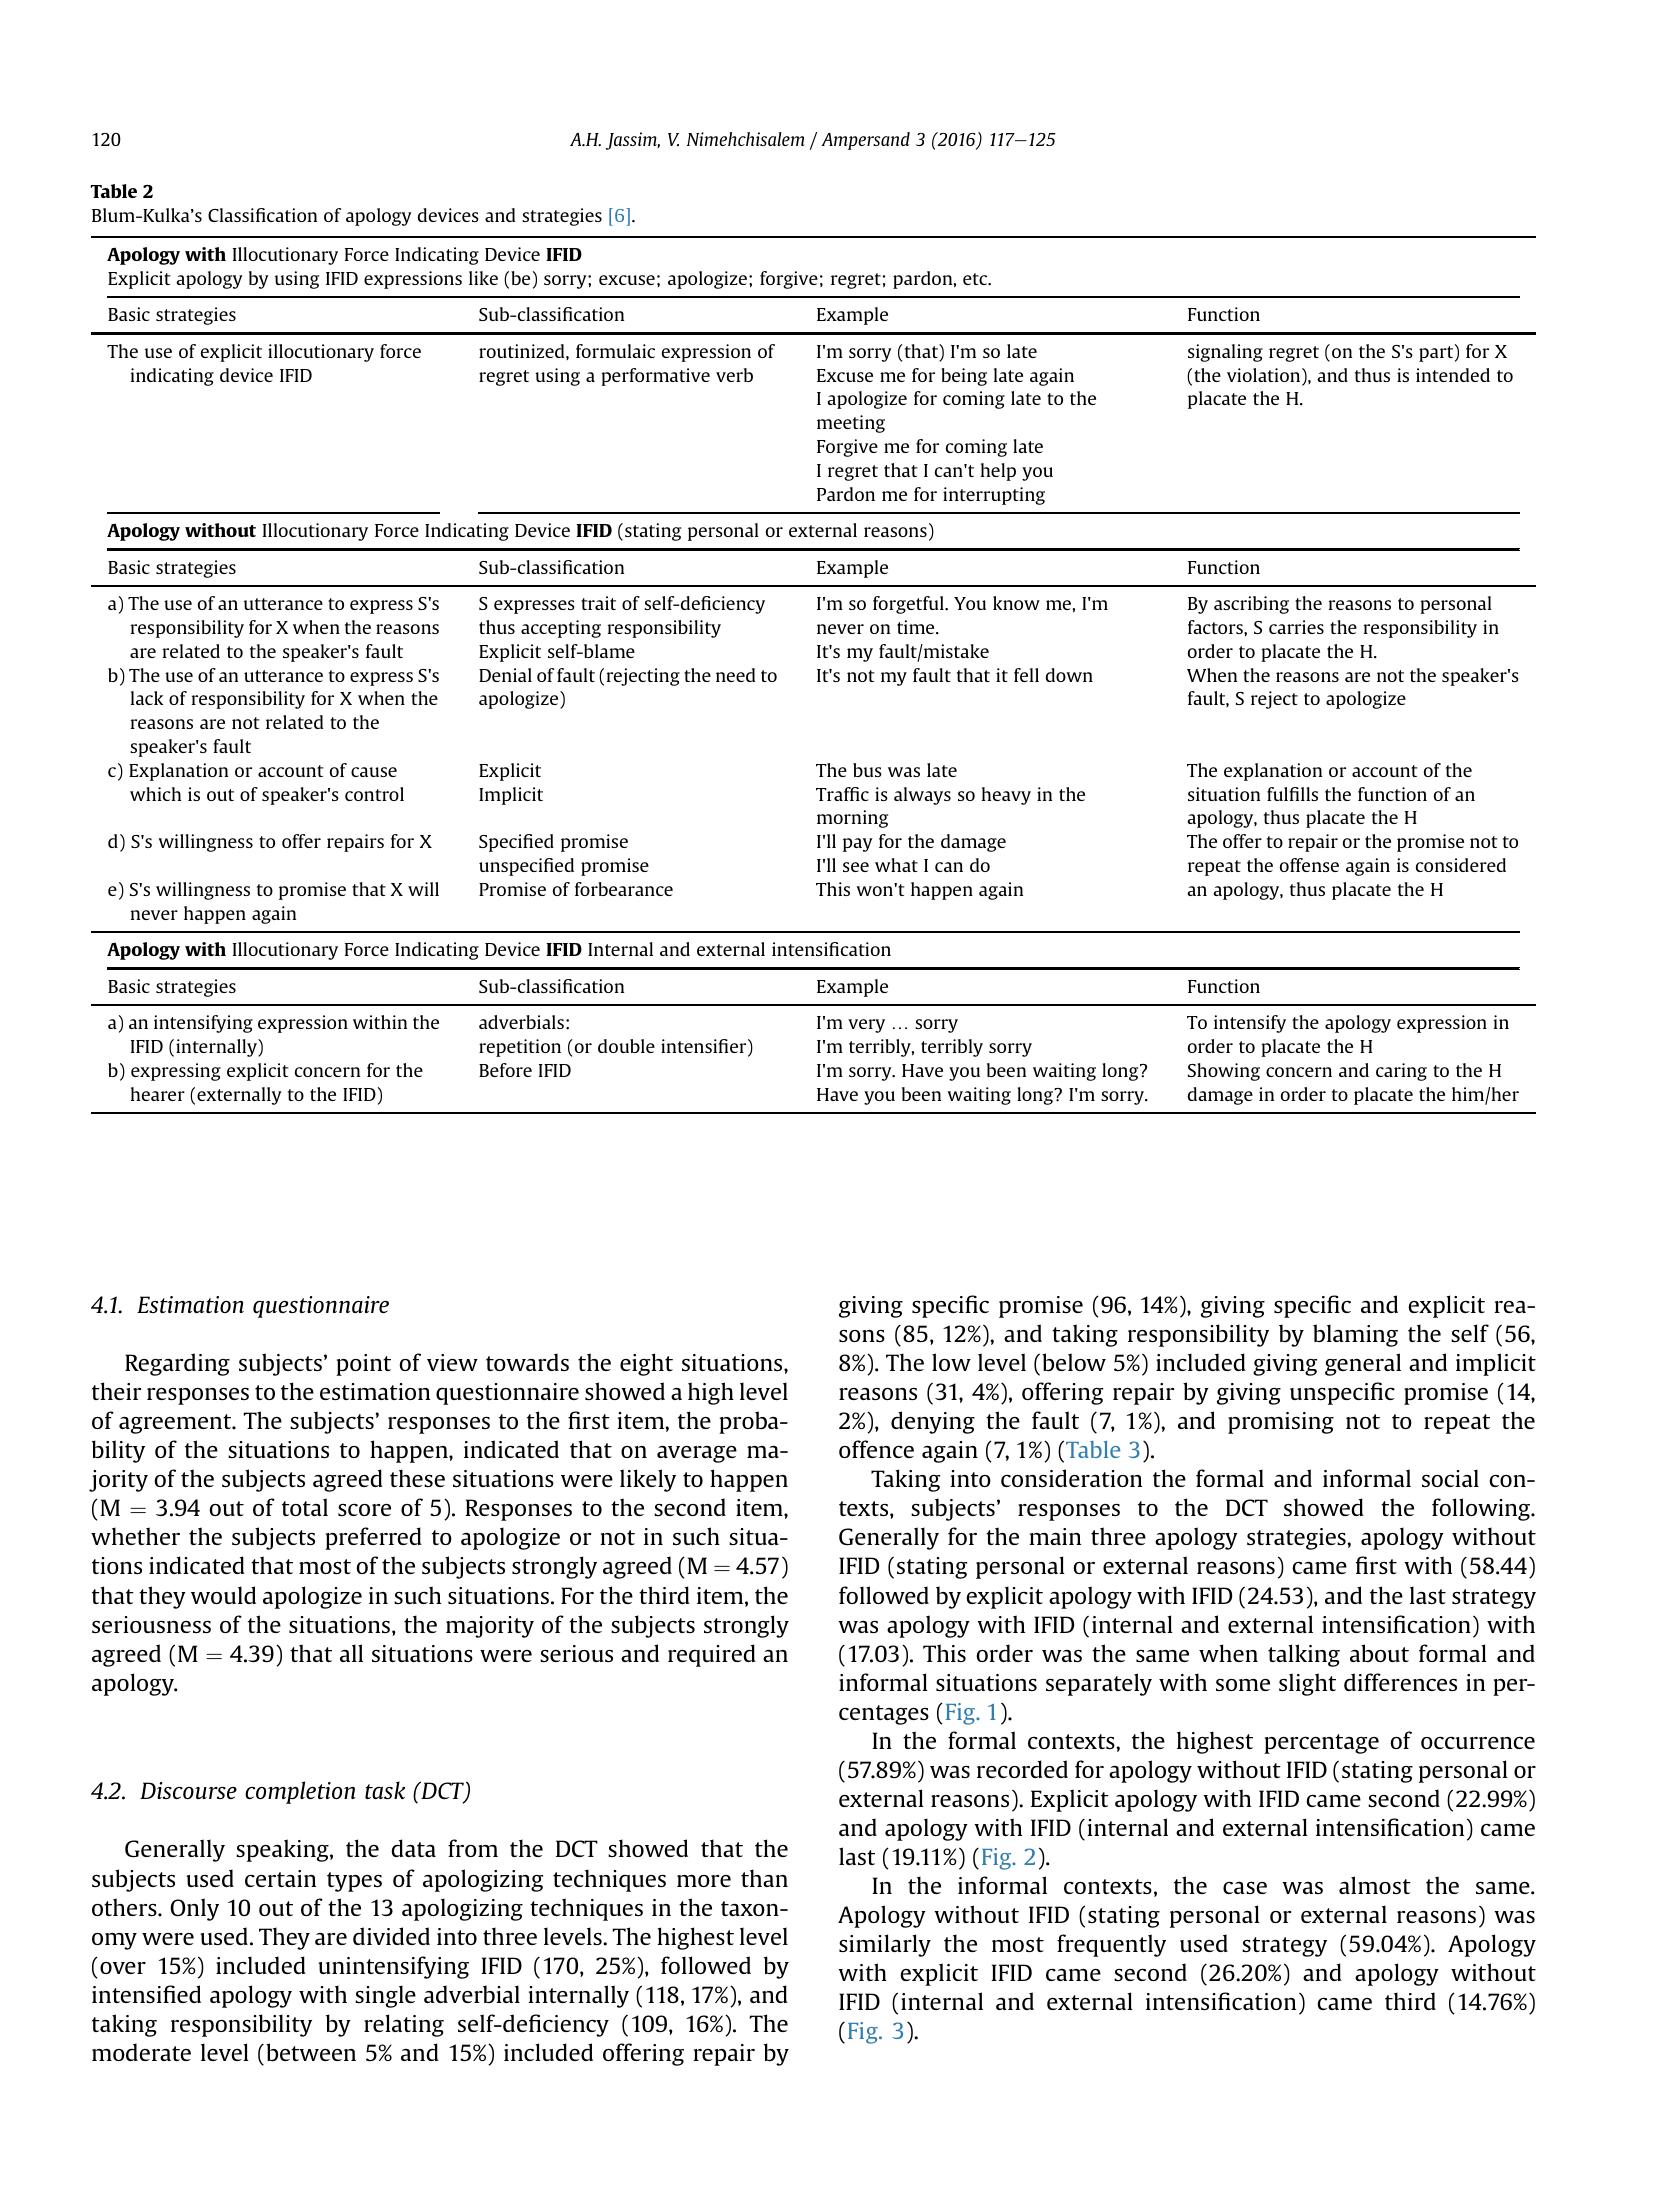 120
A.H. Jassim, V. Nimehchisalem / Ampersand 3 (2016) 117–125
Table 2
Blum-Kulka's Classification of apology devices and strategies [6].
Apology with Illocutionary Force Indicating Device IFID
Explicit apology by using IFID expressions like (be) sorry; excuse; apologize; forgive; regret; pardon, etc.
Basic strategies Sub-classification Example Function
The use of explicit illocutionary force routinized, formulaic expression of I'm sorry (that) I'm so late signaling regret (on the S's part) for X
indicating device IFID regret using a performative verb Excuse me for being late again (the violation), and thus is intended to
I apologize for coming late to the placate the H.
meeting
Forgive me for coming late
I regret that I can't help you
Pardon me for interrupting
Apology without Illocutionary Force Indicating Device IFID (stating personal or external reasons)
Basic strategies Sub-classification Example Function
a) The use of an utterance to express S's S expresses trait of self-deficiency I'm so forgetful. You know me, I'm By ascribing the reasons to personal
responsibility for X when the reasons thus accepting responsibility never on time. factors, S carries the responsibility in
are related to the speaker's fault Explicit self-blame It's my fault/mistake order to placate the H.
b) The use of an utterance to express S's Denial of fault (rejecting the need to It's not my fault that it fell down When the reasons are not the speaker's
lack of responsibility for X when the apologize) fault, S reject to apologize
reasons are not related to the
speaker's fault
c) Explanation or account of cause Explicit The bus was late The explanation or account of the
which is out of speaker's control Implicit Traffic is always so heavy in the situation fulfills the function of an
morning apology, thus placate the H
d) S's willingness to offer repairs for X Specified promise I'll pay for the damage The offer to repair or the promise not to
unspecified promise I'll see what I can do repeat the offense again is considered
e) S's willingness to promise that X will Promise of forbearance This won't happen again an apology, thus placate the H
never happen again
Apology with Illocutionary Force Indicating Device IFID Internal and external intensification
Basic strategies Sub-classification Example Function
a) an intensifying expression within the adverbials: I'm very … sorry To intensify the apology expression in
IFID (internally) repetition (or double intensifier) I'm terribly, terribly sorry order to placate the H
b) expressing explicit concern for the Before IFID I'm sorry. Have you been waiting long? Showing concern and caring to the H
hearer (externally to the IFID) Have you been waiting long? I'm sorry. damage in order to placate the him/her
4.1. Estimation questionnaire
Regarding subjects' point of view towards the eight situations,
their responses to the estimation questionnaire showed a high level
of agreement. The subjects' responses to the first item, the proba-
bility of the situations to happen, indicated that on average ma-
jority of the subjects agreed these situations were likely to happen
(M = 3.94 out of total score of 5). Responses to the second item,
whether the subjects preferred to apologize or not in such situa-
tions indicated that most of the subjects strongly agreed (M = 4.57)
that they would apologize in such situations. For the third item, the
seriousness of the situations, the majority of the subjects strongly
agreed (M = 4.39) that all situations were serious and required an
apology.
4.2. Discourse completion task (DCT)
Generally speaking, the data from the DCT showed that the
subjects used certain types of apologizing techniques more than
others. Only 10 out of the 13 apologizing techniques in the taxon-
omy were used. They are divided into three levels. The highest level
(over 15%) included unintensifying IFID (170, 25%), followed by
intensified apology with single adverbial internally (118, 17%), and
taking responsibility by relating self-deficiency (109, 16%). The
moderate level (between 5% and 15%) included offering repair by
giving specific promise (96, 14%), giving specific and explicit rea-
sons (85, 12%), and taking responsibility by blaming the self (56,
8%). The low level (below 5%) included giving general and implicit
reasons (31, 4%), offering repair by giving unspecific promise (14,
2%), denying the fault (7, 1%), and promising not to repeat the
offence again (7, 1%) (Table 3).
Taking into consideration the formal and informal social con-
texts, subjects' responses to the DCT showed the following.
Generally for the main three apology strategies, apology without
IFID (stating personal or external reasons) came first with (58.44)
followed by explicit apology with IFID (24.53), and the last strategy
was apology with IFID (internal and external intensification) with
(17.03). This order was the same when talking about formal and
informal situations separately with some slight differences in per-
centages (Fig. 1).
In the formal contexts, the highest percentage of occurrence
(57.89%) was recorded for apology without IFID (stating personal or
external reasons). Explicit apology with IFID came second (22.99%)
and apology with IFID (internal and external intensification) came
last (19.11%) (Fig. 2).
In the informal contexts, the case was almost the same.
Apology without IFID (stating personal or external reasons) was
similarly the most frequently used strategy (59.04%). Apology
with explicit IFID came second (26.20%) and apology without
IFID (internal and external intensification) came third (14.76%)
(Fig. 3).